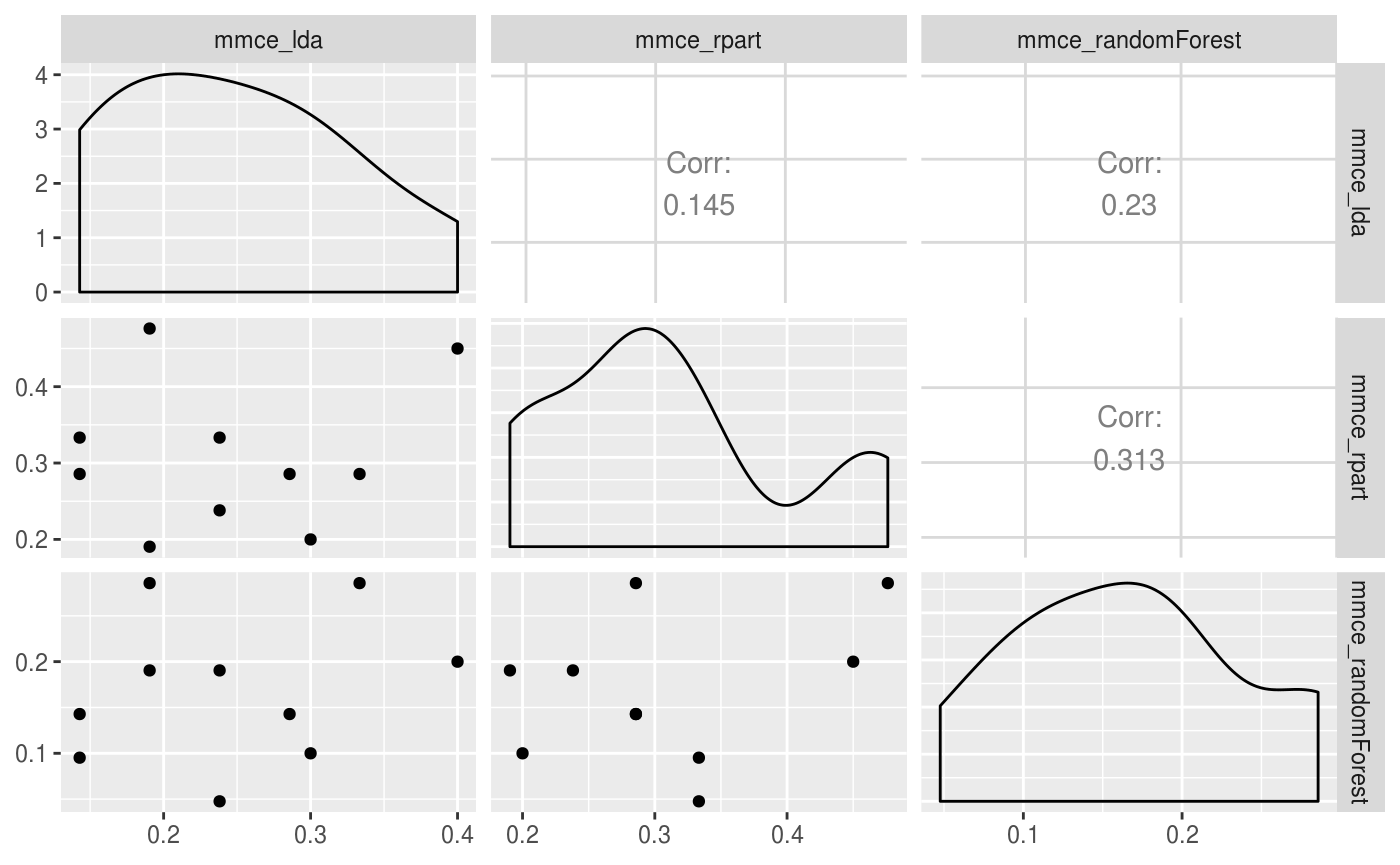 mmce_lda mmce_rpart mmce_randomForest
4
3
2
1
0
Corr:
0.145
Corr:
0.23
mmce_lda
0.4
0.3
0.2
Corr:
0.313
mmce_rpart
0.2
0.1
mmce_randomForest
0.2 0.3 0.4 0.2 0.3 0.4 0.1 0.2